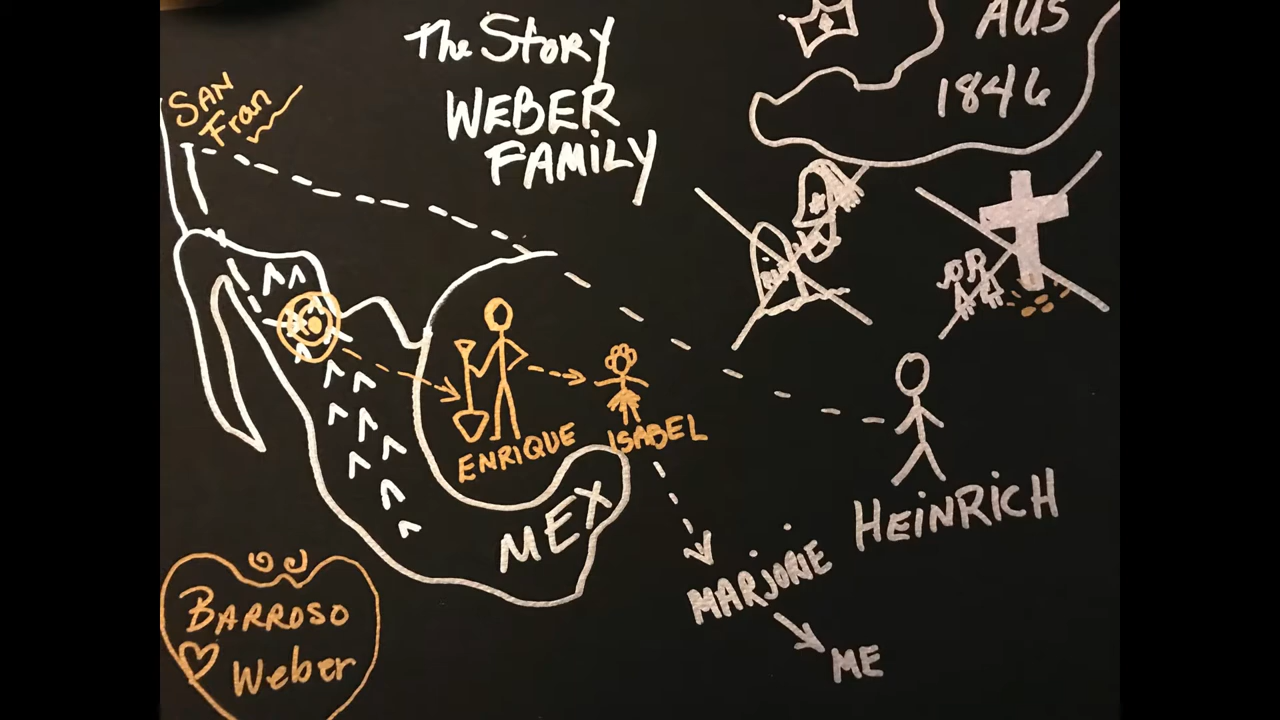 The STORY
WEBER
FAMiLY
SAN
Fran
AUS
1846
ENRIQUE
ISABEL
HEiNRiCH
MEX
MARJORIE
ME
BARROSO
Weber